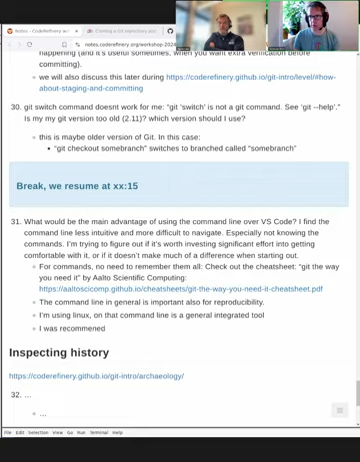 Notes - CodeRefinery w
Cloning a Git repository and
notes.coderefinery.org/workshop-2024
happening (and it's useful sometimes, when you want extra verification before
committing).
we will also discuss this later during https://coderefinery.github.io/git-intro/level/#how-
about-staging-and-committing
30. git switch command doesnt work for me: "git 'switch' is not a git command. See 'git --help'."
Is my my git version too old (2.11)? which version should I use?
this is maybe older version of Git. In this case:
"git checkout somebranch" switches to branched called "somebranch"
Break, we resume at xx:15
31. What would be the main advantage of using the command line over VS Code? I find the
command line less intuitive and more difficult to navigate. Especially not knowing the
commands. I'm trying to figure out if it's worth investing significant effort into getting
comfortable with it, or if it doesn't make much of a difference when starting out.
For commands, no need to remember them all: Check out the cheatsheet: "git the way
you need it" by Aalto Scientific Computing:
https://aaltoscicomp.github.io/cheatsheets/git-the-way-you-need-it-cheatsheet.pdf
The command line in general is important also for reproducibility.
I'm using linux, on that command line is a general integrated tool
I was recommened
Inspecting history
https://coderefinery.github.io/git-intro/archaeology/
32. ...
...
File Edit Selection View Go Run Terminal Help